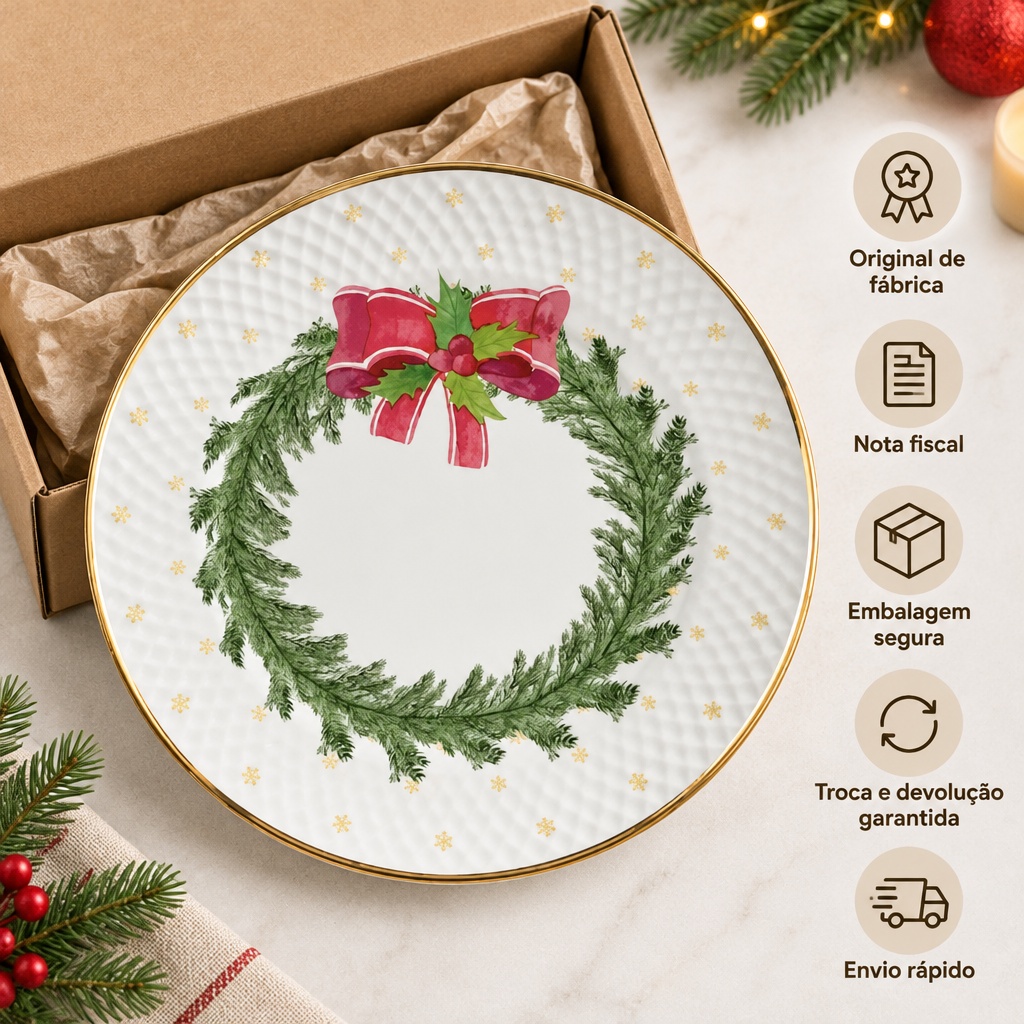 Original de
fábrica
Nota fiscal
Embalagem
segura
Troca e devolução
garantida
Envio rápido